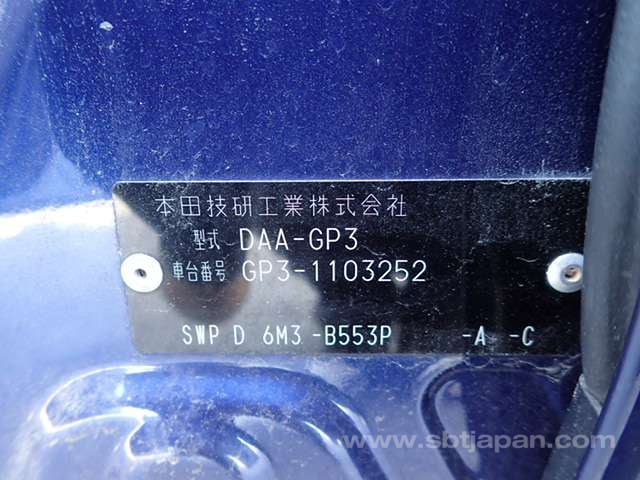 本田技研工業株式会社
型式 DAA-GP3
車台番号 GP3-1103252
SWP D 6M3 -B553P -A -C
www.sbtjapan.com